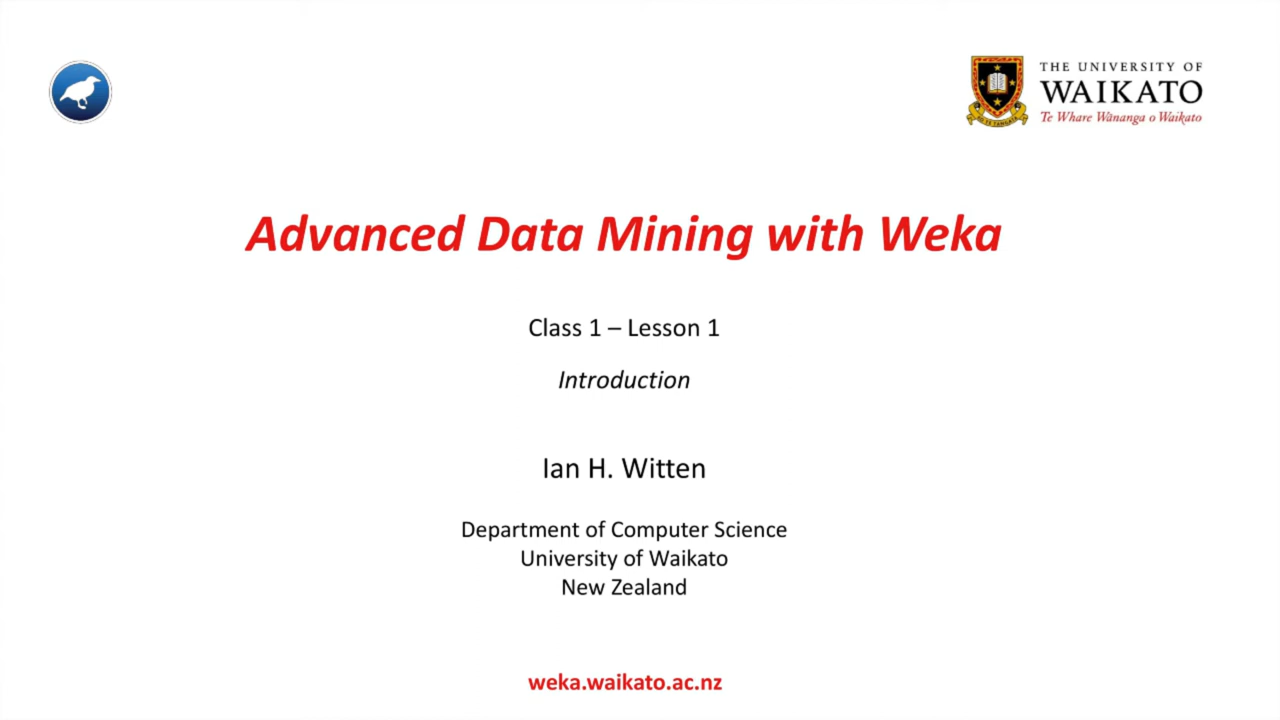 THE UNIVERSITY OF
WAIKATO
Te Whare Wānanga o Waikato
Advanced Data Mining with Weka
Class 1 – Lesson 1
Introduction
Ian H. Witten
Department of Computer Science
University of Waikato
New Zealand
weka.waikato.ac.nz